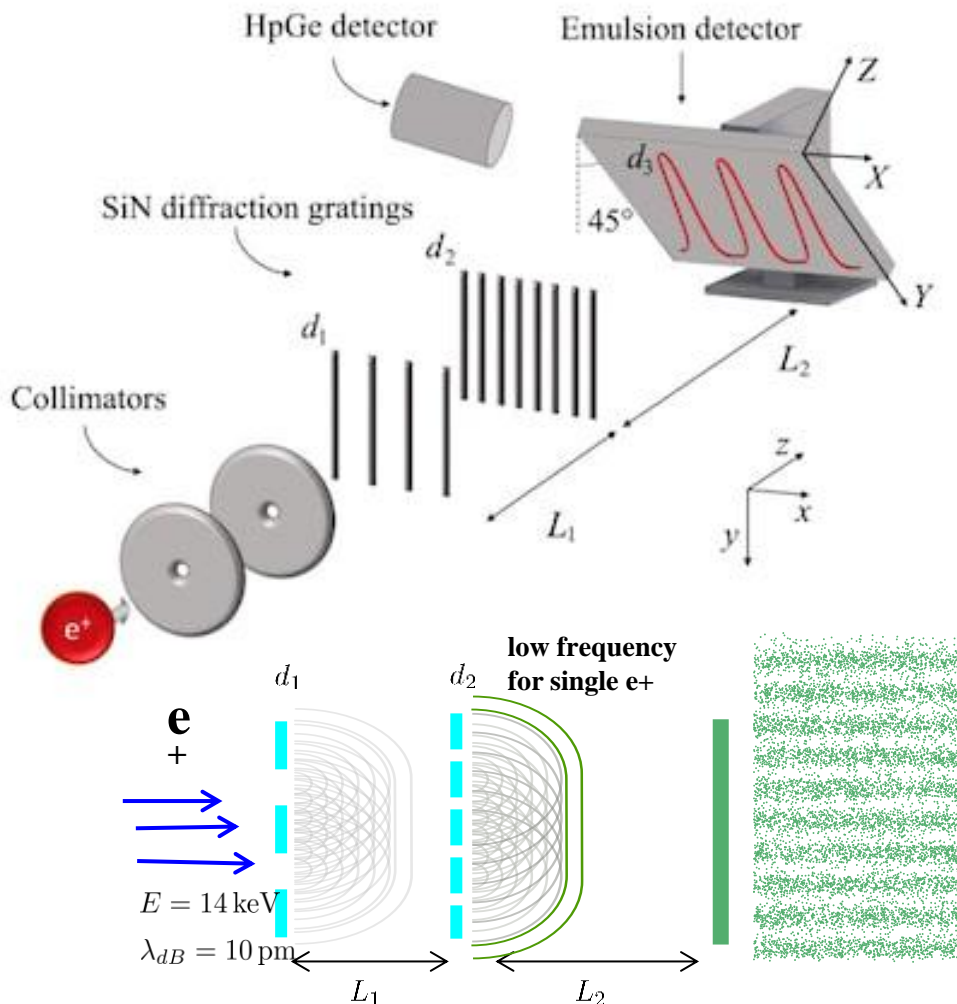 HpGe detector
Emulsion detector
Z
d₃
X
SiN diffraction gratings
45°
d₂
Y
d₁
L₂
Collimators
z
x
L₁
y
e⁺
low frequency
for single e+
d₁
d₂
e
+
E = 14 keV
λ_dB = 10 pm
L₁
L₂